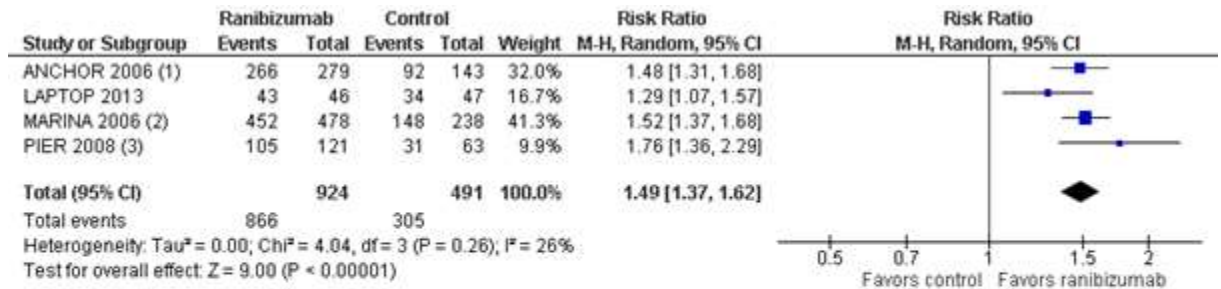 Ranibizumab Control Risk Ratio Risk Ratio
Study or Subgroup Events Total Events Total Weight M-H, Random, 95% CI M-H, Random, 95% CI
ANCHOR 2006 (1) 266 279 92 143 32.0% 1.48 [1.31, 1.68]
LAPTOP 2013 43 46 34 47 16.7% 1.29 [1.07, 1.57]
MARINA 2006 (2) 452 478 148 238 41.3% 1.52 [1.37, 1.68]
PIER 2008 (3) 105 121 31 63 9.9% 1.76 [1.36, 2.29]
Total (95% CI) 924 491 100.0% 1.49 [1.37, 1.62]
Total events 866 305
Heterogeneity: Tau² = 0.00; Chi² = 4.04, df = 3 (P = 0.26); I² = 26%
Test for overall effect: Z = 9.00 (P < 0.00001)
0.5 0.7 1 1.5 2
Favors control Favors ranibizumab